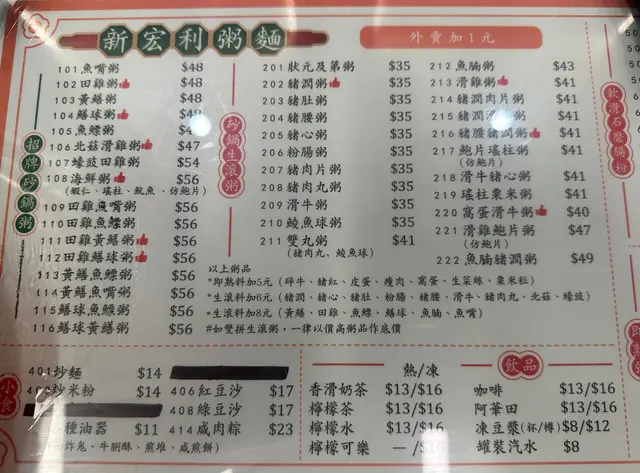 新宏利粥麵
外賣加1元
招牌砂鍋粥
101 魚嘴粥 $48
102 田雞粥 $48
103 黃鱔粥 $48
104 鱔球粥
105 魚鰾粥
106 北菇滑雞粥 $47
107 蠔豉田雞粥 $54
108 海鮮粥 $56
(蝦仁、瑤柱、魷魚、仿鮑片)
109 田雞魚嘴粥 $56
110 田雞魚鰾粥 $56
111 田雞黃鱔粥 $56
112 田雞鱔球粥 $56
113 黃鱔魚鰾粥 $56
114 黃鱔魚嘴粥 $56
115 鱔球魚鰾粥 $56
116 鱔球黃鱔粥 $56
砂鍋生滾粥
201 狀元及第粥 $35
202 豬潤粥 $35
203 豬肚粥 $35
204 豬腰粥 $35
205 豬心粥 $35
206 粉腸粥 $35
207 豬肉片粥 $35
208 豬肉丸粥 $35
209 滑牛粥 $35
210 鯪魚球粥 $35
211 雙丸粥 $41
(豬肉丸、鯪魚球)
212 魚腩粥 $43
213 滑雞粥 $41
214 豬潤肉片粥 $41
215 豬潤 粥 $41
216 豬腰豬潤粥 $41
217 鮑片瑤柱粥 $41
(仿鮑片)
218 滑牛豬心粥 $41
219 瑤柱粟米粥 $41
220 窩蛋滑牛粥 $40
221 滑雞鮑片粥 $47
(仿鮑片)
222 魚腩豬潤粥 $49
以上粥品
*即熟料加5元 (碎牛、豬紅、皮蛋、瘦肉、窩蛋、生菜絲、粟米粒)
*生滾料加6元 (豬潤、豬心、豬肚、粉腸、豬腰、滑牛、豬肉丸、北菇、蠔豉)
*生滾料加8元 (黃鱔、田雞、魚鰾、鱔球、魚腩、魚嘴)
#如雙拼生滾粥,一律以價高粥品作底價
軟滑石磨腸粉
小食
401 炒麵 $14
炒米粉 $14
種油器 $11
炸鬼、牛脷酥、煎堆、咸煎餅)
406 紅豆沙 $17
408 綠豆沙 $17
414 咸肉粽 $23
飲品
熱/凍
香滑奶茶 $13/$16
檸檬茶 $13/$16
檸檬水 $13/$16
檸檬可樂 — /$16
咖啡 $13/$16
阿華田 $13/$16
凍豆漿(杯/樽) $8/$12
罐裝汽水 $8